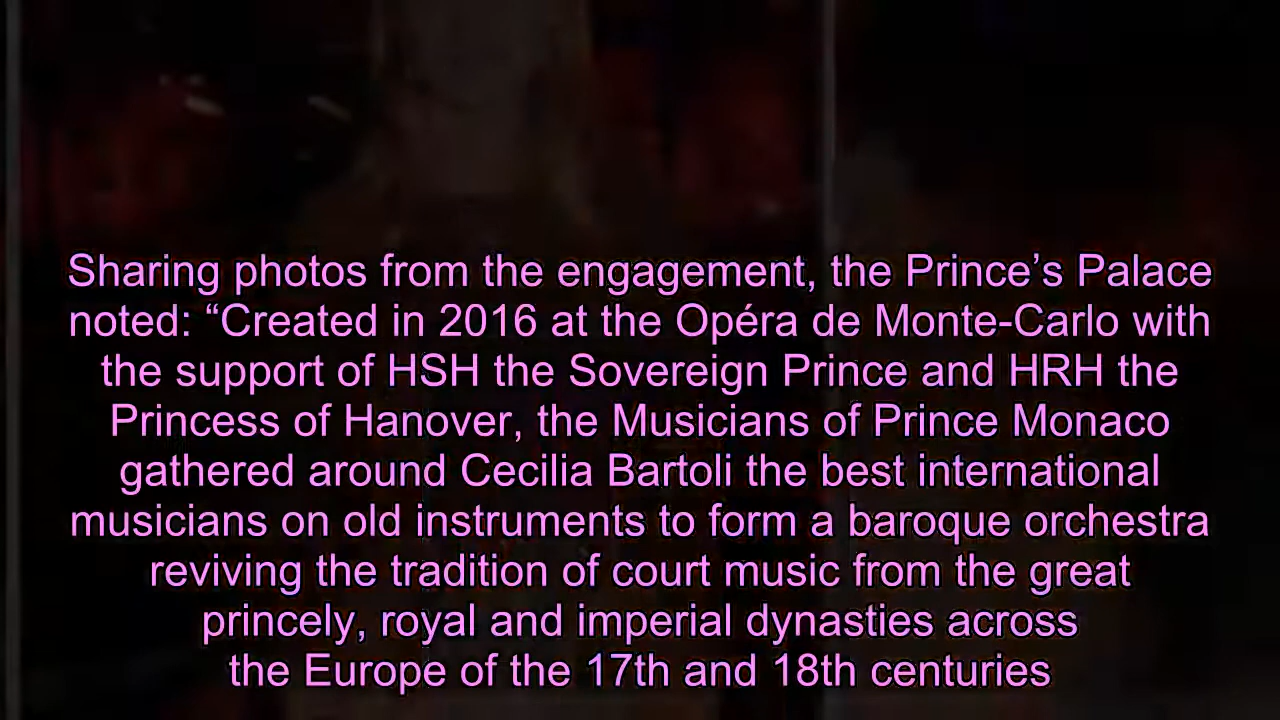 Sharing photos from the engagement, the Prince’s Palace
noted: “Created in 2016 at the Opéra de Monte-Carlo with
the support of HSH the Sovereign Prince and HRH the
Princess of Hanover, the Musicians of Prince Monaco
gathered around Cecilia Bartoli the best international
musicians on old instruments to form a baroque orchestra
reviving the tradition of court music from the great
princely, royal and imperial dynasties across
the Europe of the 17th and 18th centuries